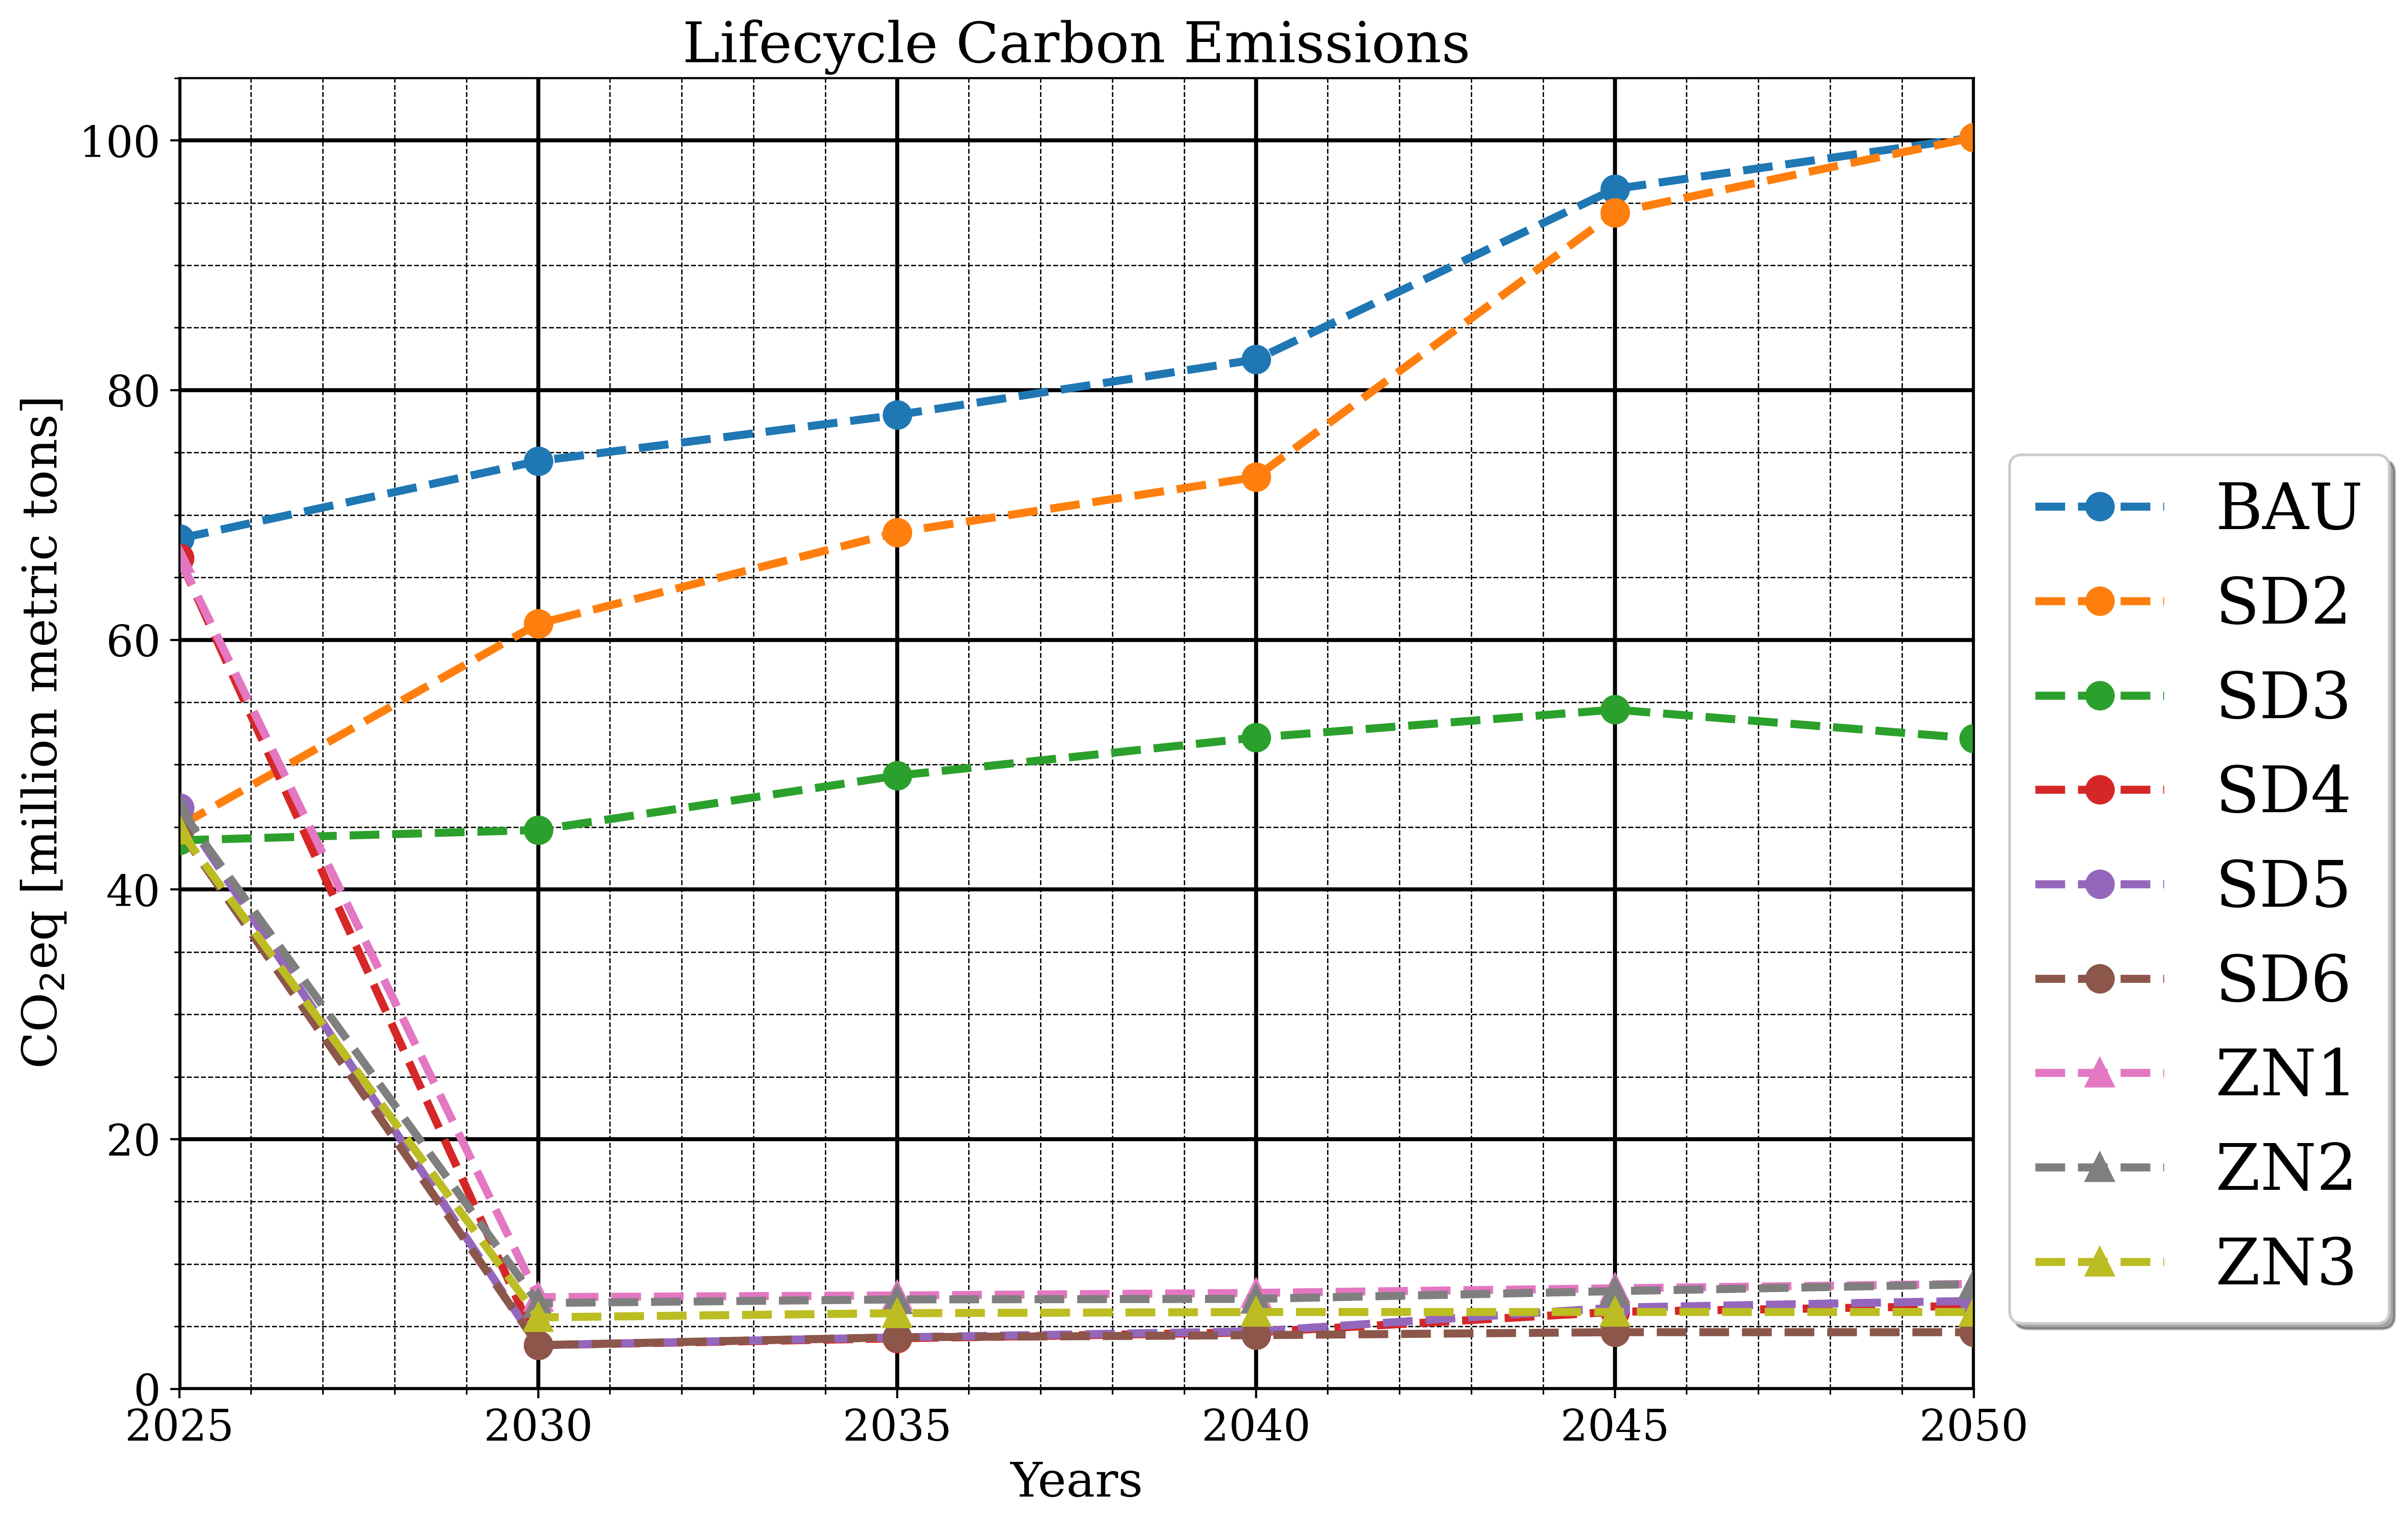 Lifecycle Carbon Emissions
CO₂eq [million metric tons]
100
80
60
40
20
0
2025 2030 2035 2040 2045 2050
Years
BAU
SD2
SD3
SD4
SD5
SD6
ZN1
ZN2
ZN3